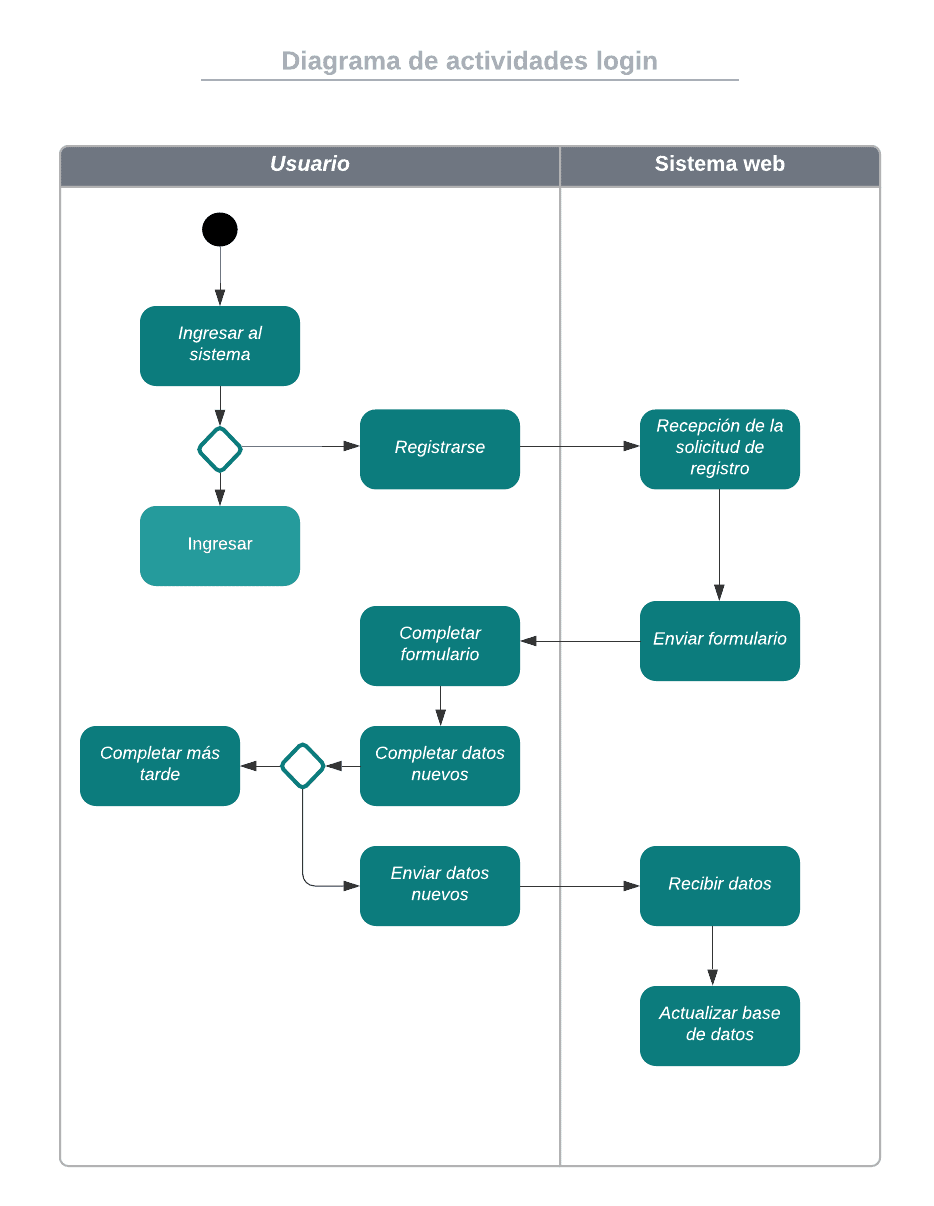 Diagrama de actividades login
Usuario
Sistema web
Ingresar al
sistema
Registrarse
Recepción de la
solicitud de
registro
Ingresar
Completar
formulario
Enviar formulario
Completar más
tarde
Completar datos
nuevos
Enviar datos
nuevos
Recibir datos
Actualizar base
de datos